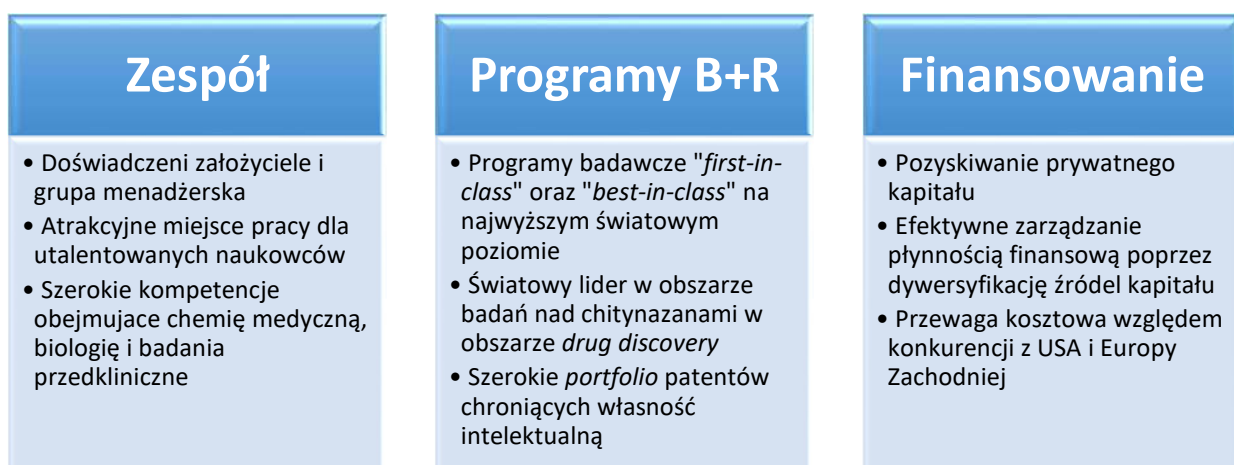 Zespół
• Doświadczeni założyciele i
grupa menadżerska
• Atrakcyjne miejsce pracy dla
utalentowanych naukowców
• Szerokie kompetencje
obejmujace chemię medyczną,
biologię i badania
przedkliniczne
Programy B+R
• Programy badawcze "first-in-
class" oraz "best-in-class" na
najwyższym światowym
poziomie
• Światowy lider w obszarze
badań nad chitynazanami w
obszarze drug discovery
• Szerokie portfolio patentów
chroniących własność
intelektualną
Finansowanie
• Pozyskiwanie prywatnego
kapitału
• Efektywne zarządzanie
płynnością finansową poprzez
dywersyfikację źródel kapitału
• Przewaga kosztowa względem
konkurencji z USA i Europy
Zachodniej